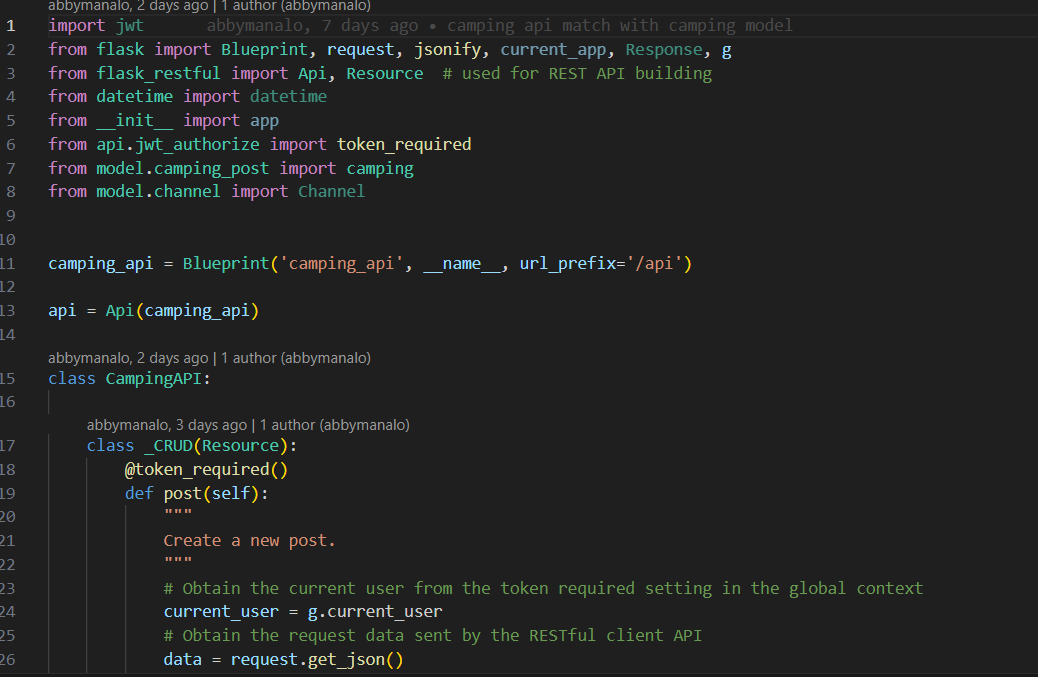 abbymanalo, 2 days ago | 1 author (abbymanalo)
1 import jwt abbymanalo, 7 days ago • camping api match with camping model
2 from flask import Blueprint, request, jsonify, current_app, Response, g
3 from flask_restful import Api, Resource # used for REST API building
4 from datetime import datetime
5 from __init__ import app
6 from api.jwt_authorize import token_required
7 from model.camping_post import camping
8 from model.channel import Channel
9
10
11 camping_api = Blueprint('camping_api', __name__, url_prefix='/api')
12
13 api = Api(camping_api)
14
abbymanalo, 2 days ago | 1 author (abbymanalo)
15 class CampingAPI:
16
abbymanalo, 3 days ago | 1 author (abbymanalo)
17 class _CRUD(Resource):
18 @token_required()
19 def post(self):
20 """
21 Create a new post.
22 """
23 # Obtain the current user from the token required setting in the global context
24 current_user = g.current_user
25 # Obtain the request data sent by the RESTful client API
26 data = request.get_json()